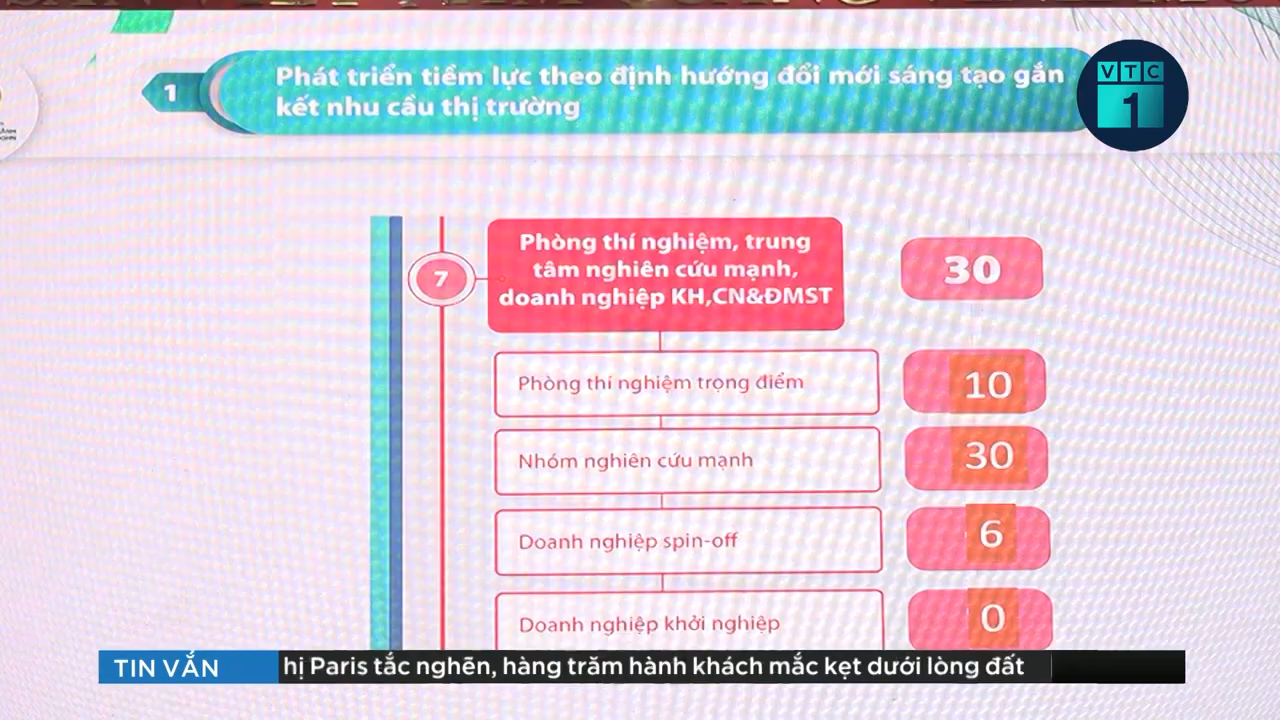 1
Phát triển tiềm lực theo định hướng đổi mới sáng tạo gắn
kết nhu cầu thị trường
VTC
1
7
Phòng thí nghiệm, trung
tâm nghiên cứu mạnh,
doanh nghiệp KH,CN&ĐMST
30
Phòng thí nghiệm trọng điểm
10
Nhóm nghiên cứu mạnh
30
Doanh nghiệp spin-off
6
Doanh nghiệp khởi nghiệp
0
TIN VẮN
hị Paris tắc nghẽn, hàng trăm hành khách mắc kẹt dưới lòng đất